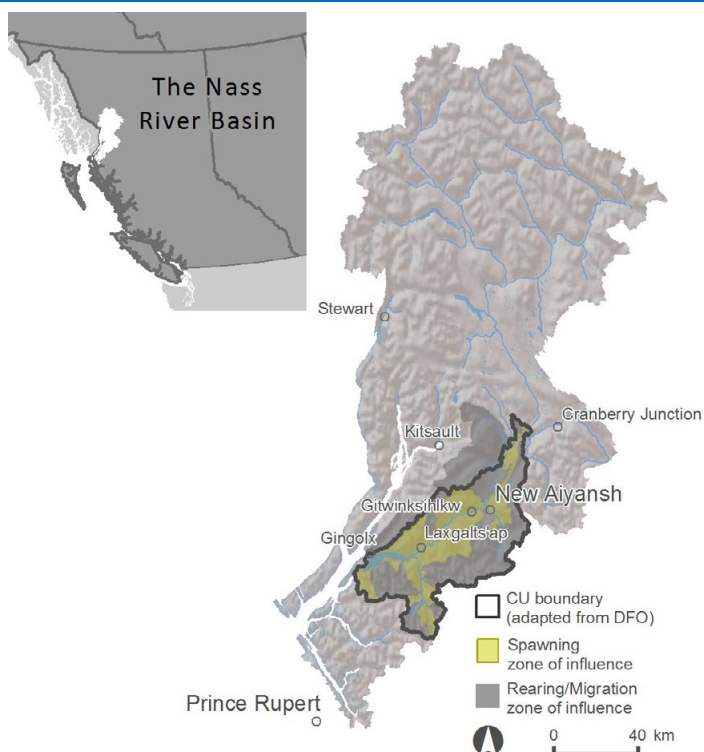 The Nass
River Basin
Stewart
Cranberry Junction
Kitsault
New Aiyansh
Gitwinksihlkw
Laxgalts'ap
Gingolx
CU boundary
(adapted from DFO)
Spawning
zone of influence
Rearing/Migration
zone of influence
Prince Rupert
0 40 km